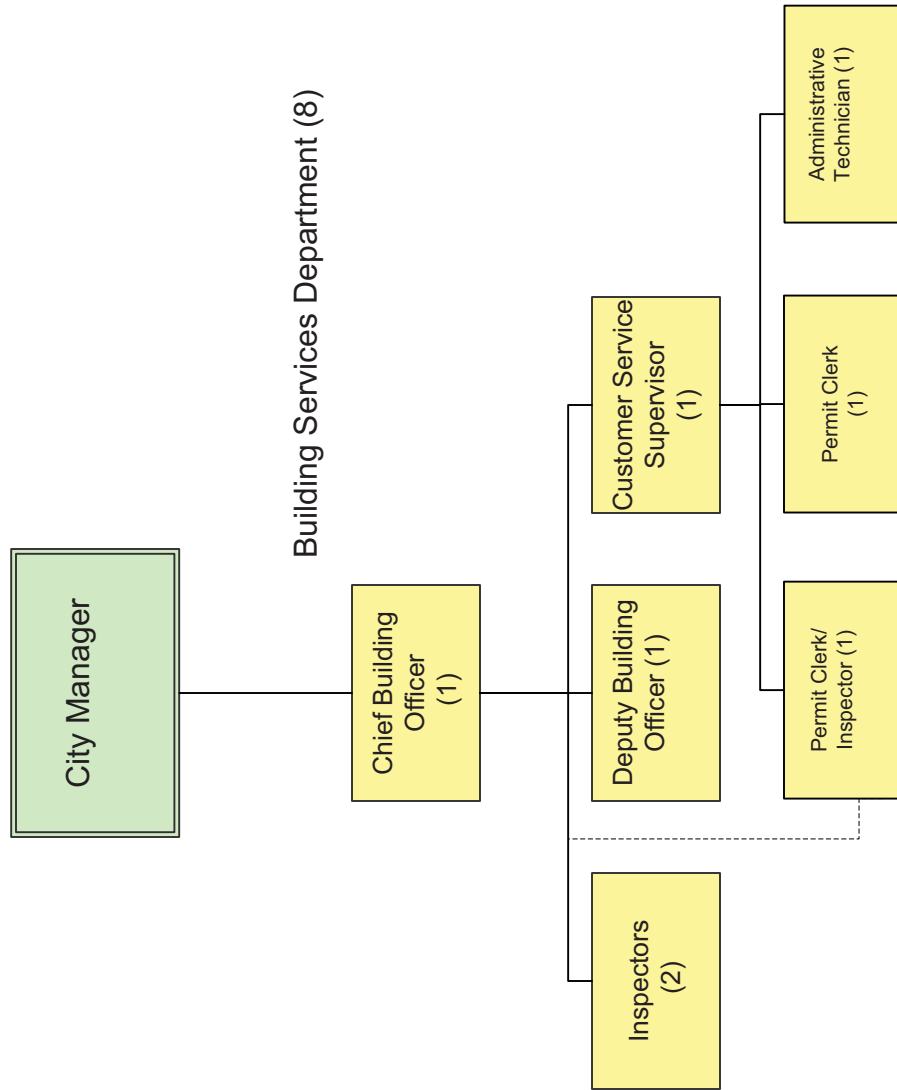 City Manager
Building Services Department (8)
Chief Building
Officer
(1)
Inspectors
(2)
Deputy Building
Officer (1)
Customer Service
Supervisor
(1)
Permit Clerk/
Inspector (1)
Permit Clerk
(1)
Administrative
Technician (1)